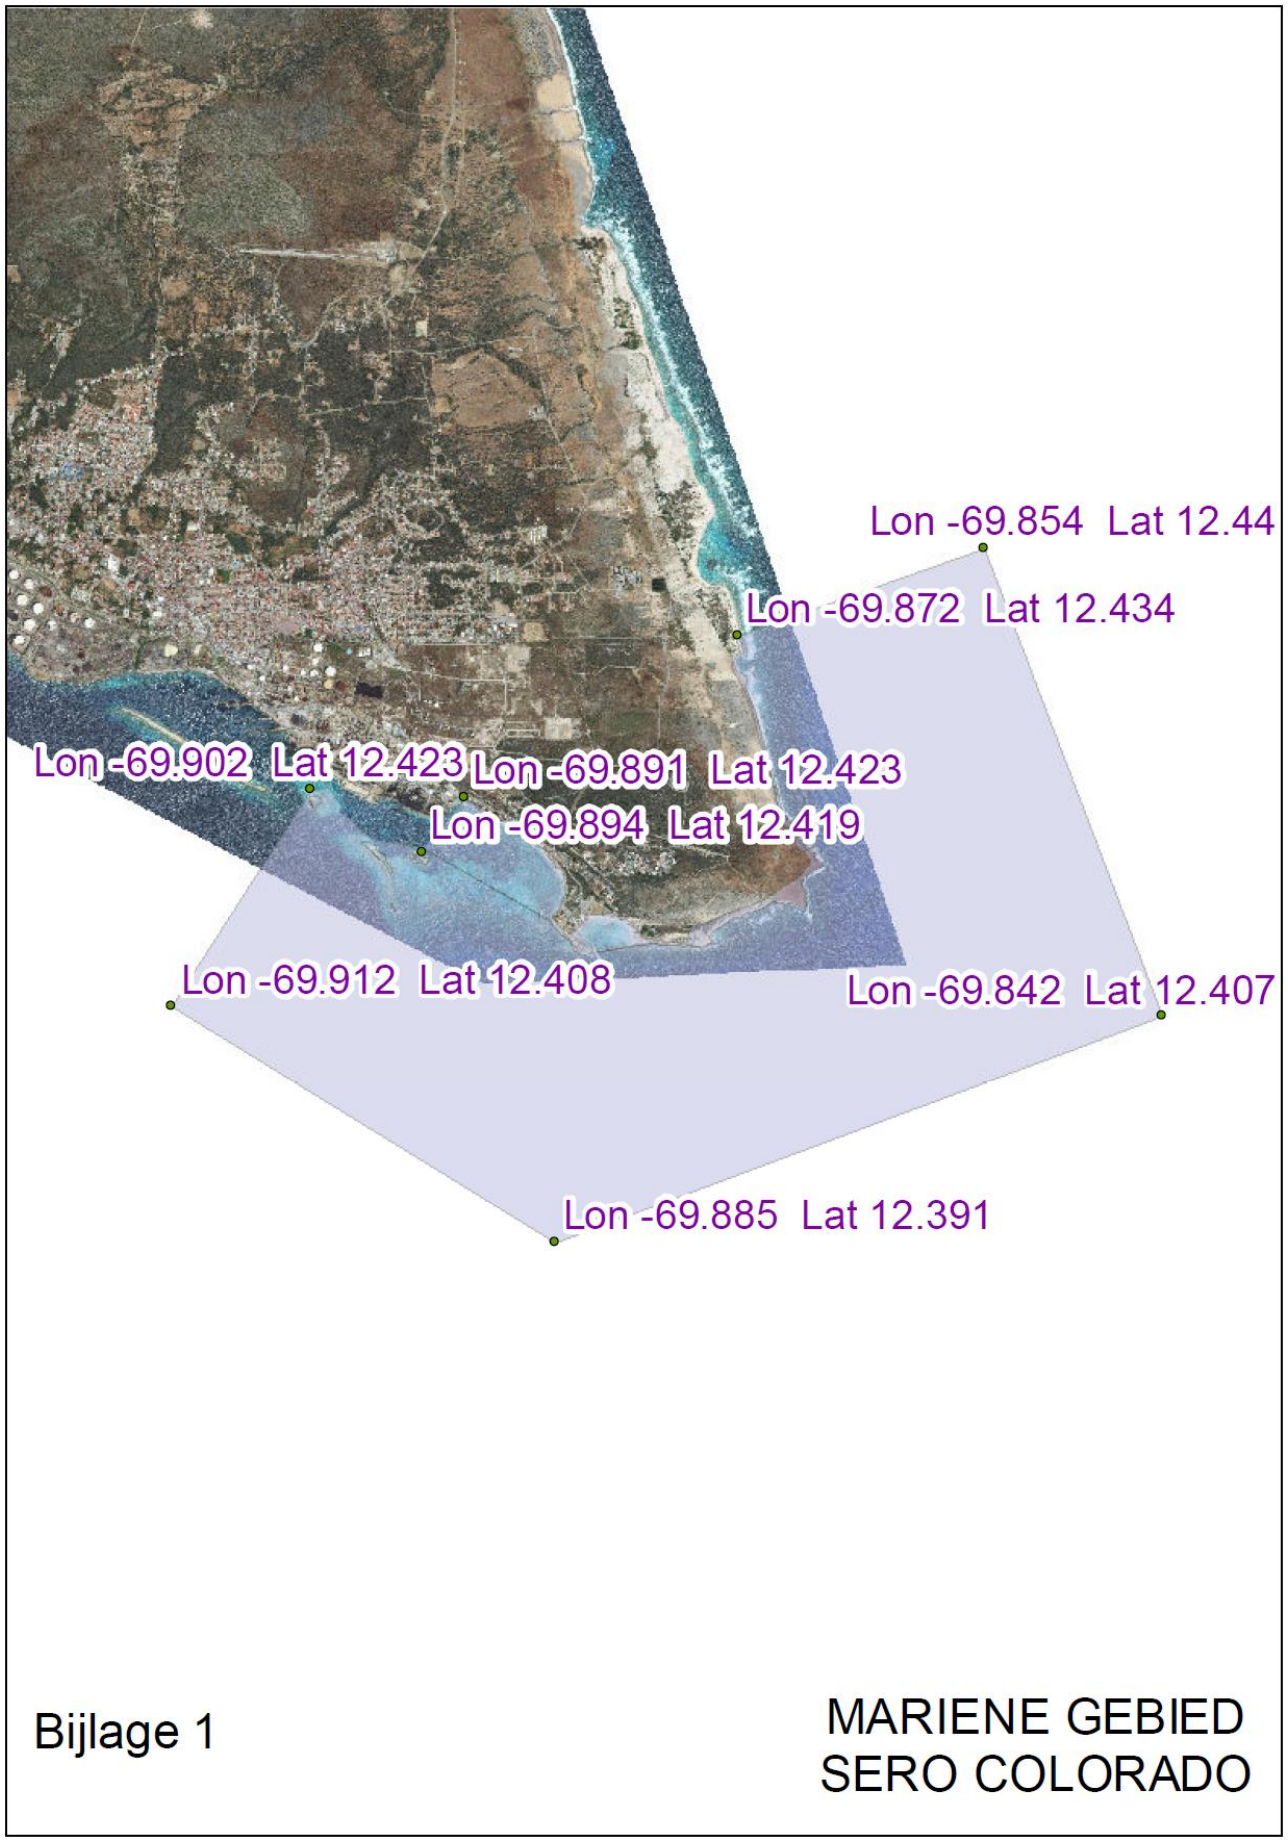 Lon -69.854 Lat 12.44
Lon -69.872 Lat 12.434
Lon -69.902 Lat 12.423
Lon -69.891 Lat 12.423
Lon -69.894 Lat 12.419
Lon -69.912 Lat 12.408
Lon -69.842 Lat 12.407
Lon -69.885 Lat 12.391
Bijlage 1
MARIENE GEBIED
SERO COLORADO